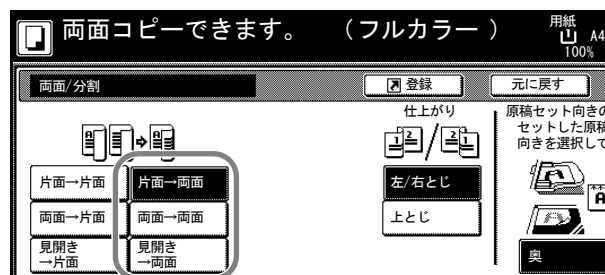 両面コピーできます。 （フルカラー ）
用紙
A4
100%
両面/分割
登録
元に戻す
仕上がり
原稿セット向きの
セットした原稿
向きを選択して
片面→片面
片面→両面
左/右とじ
両面→片面
両面→両面
上とじ
見開き
→片面
見開き
→両面
奥